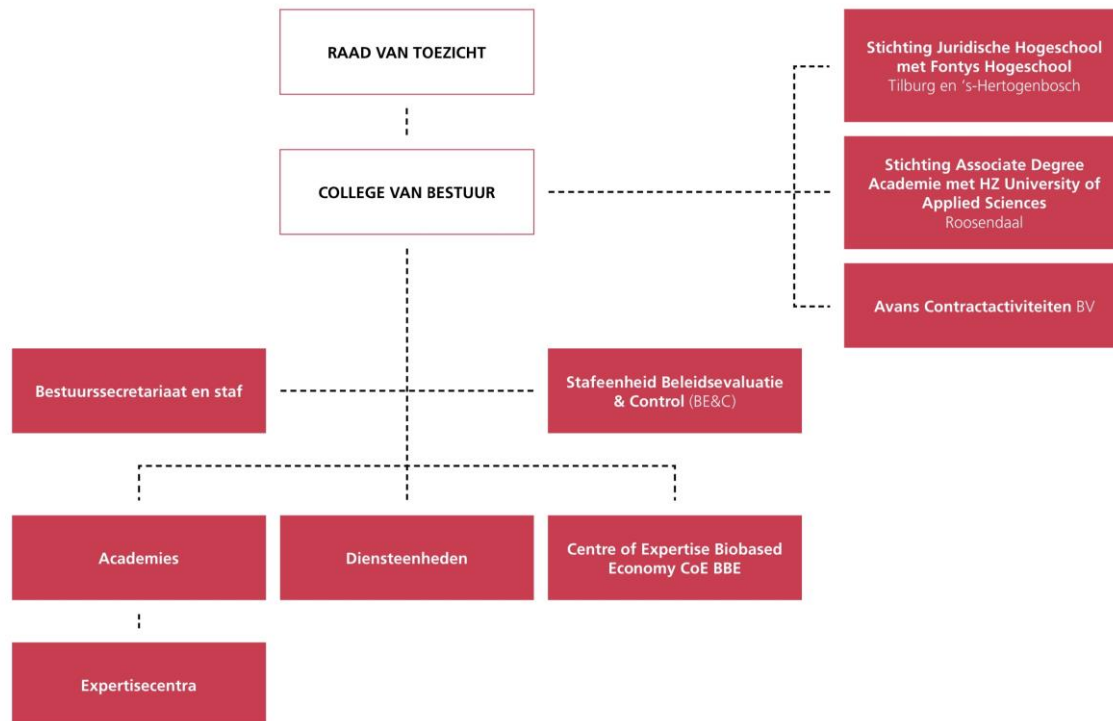 RAAD VAN TOEZICHT
COLLEGE VAN BESTUUR
Stichting Juridische Hogeschool
met Fontys Hogeschool
Tilburg en ‘s-Hertogenbosch
Stichting Associate Degree
Academie met HZ University of
Applied Sciences
Roosendaal
Avans Contractactiviteiten BV
Bestuurssecretariaat en staf
Stafeenheid Beleidsevaluatie
& Control (BE&C)
Academies
Diensteenheden
Centre of Expertise Biobased
Economy CoE BBE
Expertisecentra